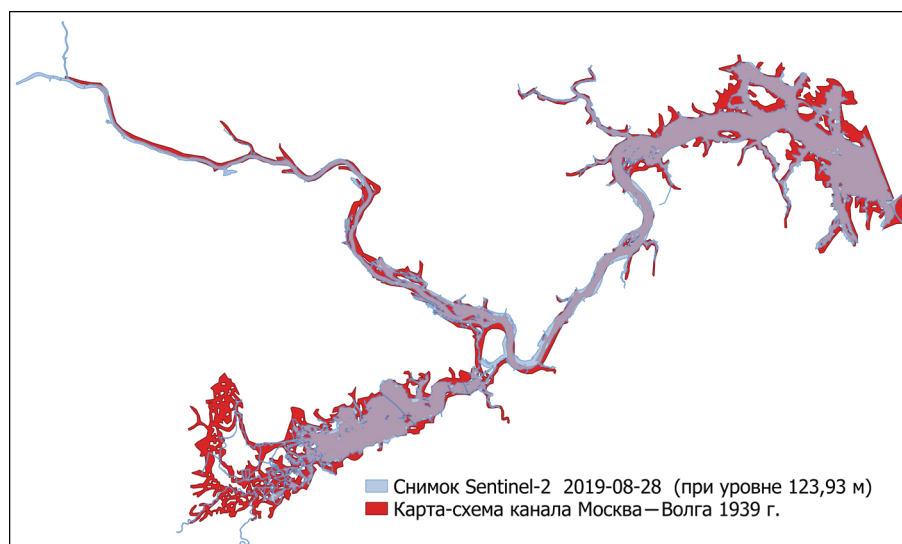 Снимок Sentinel-2 2019-08-28 (при уровне 123,93 м)
Карта-схема канала Москва—Волга 1939 г.